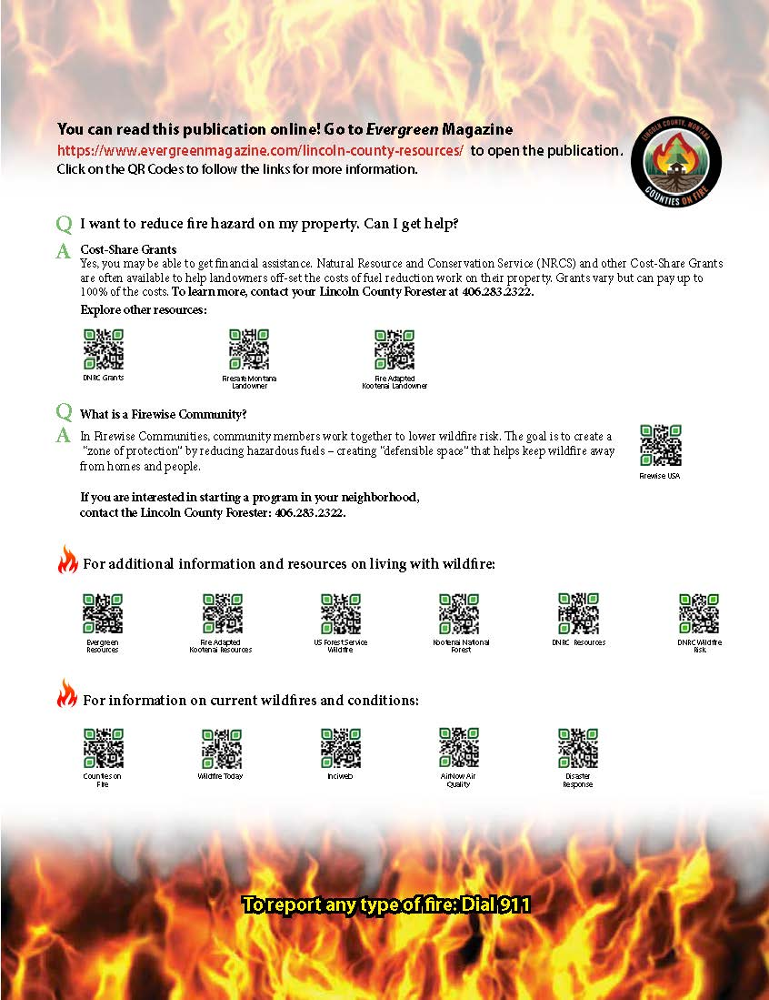 You can read this publication online! Go to Evergreen Magazine
https://www.evergreenmagazine.com/lincoln-county-resources/ to open the publication.
Click on the QR Codes to follow the links for more information.
LINCOLN COUNTY, MONTANA
COUNTIES ON FIRE
Q I want to reduce fire hazard on my property. Can I get help?
A Cost-Share Grants
Yes, you may be able to get financial assistance. Natural Resource and Conservation Service (NRCS) and other Cost-Share Grants
are often available to help landowners off-set the costs of fuel reduction work on their property. Grants vary but can pay up to
100% of the costs. To learn more, contact your Lincoln County Forester at 406.283.2322.
Explore other resources:
DNRC Grants
Firesafe Montana
Landowner
Fire Adapted
Kootenai Landowner
Q What is a Firewise Community?
A In Firewise Communities, community members work together to lower wildfire risk. The goal is to create a
"zone of protection" by reducing hazardous fuels – creating "defensible space" that helps keep wildfire away
from homes and people.
Firewise USA
If you are interested in starting a program in your neighborhood,
contact the Lincoln County Forester: 406.283.2322.
For additional information and resources on living with wildfire:
Evergreen
Resources
Fire Adapted
Kootenai Resources
US Forest Service
Wildfire
Kootenai National
Forest
DNRC Resources
DNRC Wildfire
Risk
For information on current wildfires and conditions:
Counties on
Fire
Wildfire Today
Inciweb
AirNow Air
Quality
Disaster
Response
To report any type of fire: Dial 911